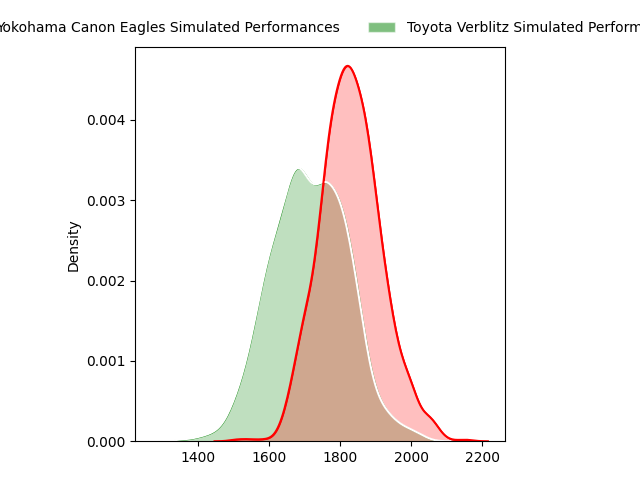 Yokohama Canon Eagles Simulated Performances Toyota Verblitz Simulated Perform
Density
0.004
0.003
0.002
0.001
0.000
1400 1600 1800 2000 2200